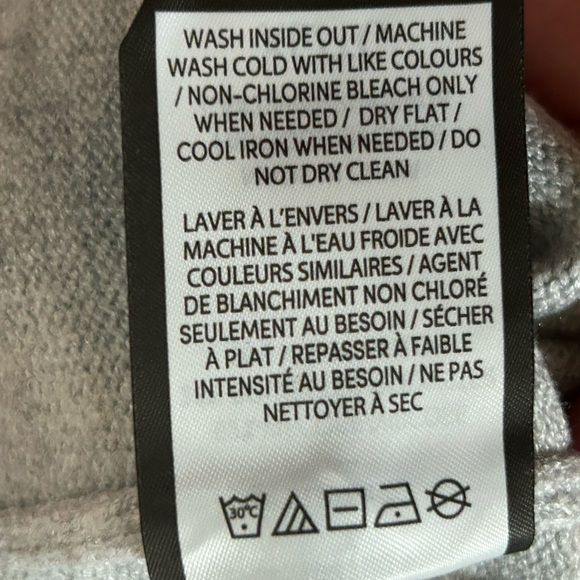 WASH INSIDE OUT / MACHINE
WASH COLD WITH LIKE COLOURS
/ NON-CHLORINE BLEACH ONLY
WHEN NEEDED / DRY FLAT /
COOL IRON WHEN NEEDED / DO
NOT DRY CLEAN
LAVER À L'ENVERS / LAVER À LA
MACHINE À L'EAU FROIDE AVEC
COULEURS SIMILAIRES / AGENT
DE BLANCHIMENT NON CHLORÉ
SEULEMENT AU BESOIN / SÉCHER
À PLAT / REPASSER À FAIBLE
INTENSITÉ AU BESOIN / NE PAS
NETTOYER À SEC
30°C